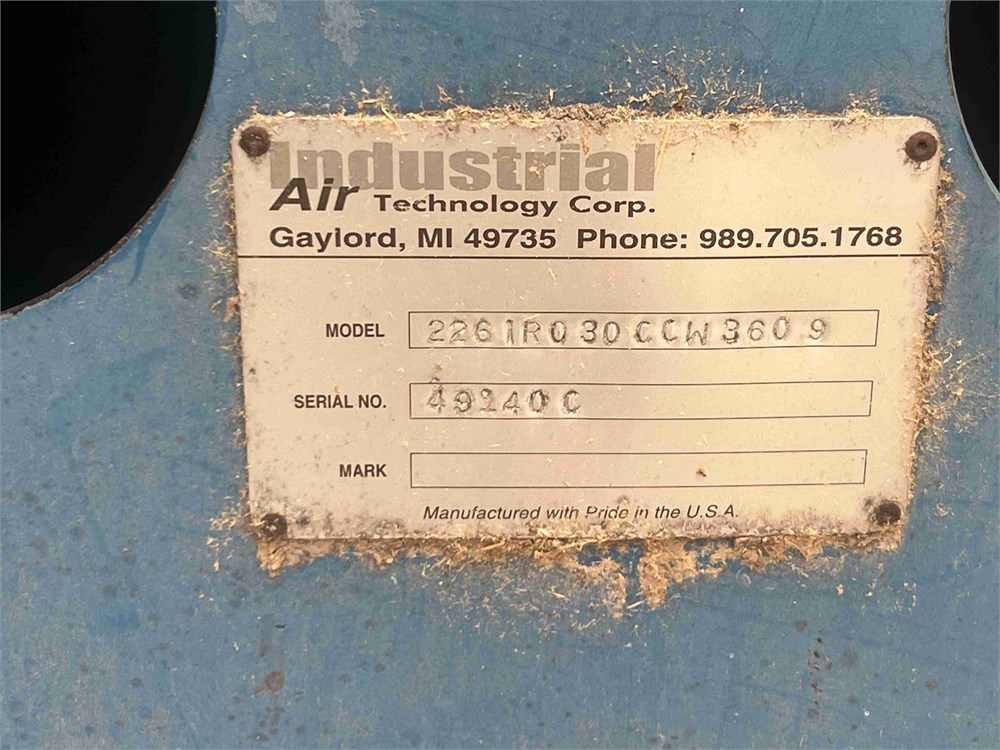 Industrial
Air Technology Corp.
Gaylord, MI 49735 Phone: 989.705.1768
MODEL 2261R030CCW3609
SERIAL NO. 49140C
MARK
Manufactured with Pride in the U.S.A.